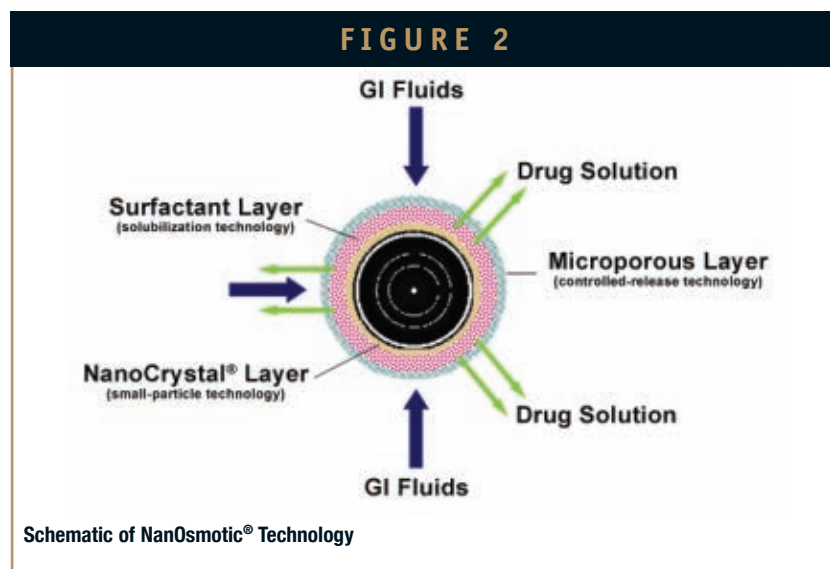 FIGURE 2
GI Fluids
Drug Solution
Surfactant Layer
(solubilization technology)
Microporous Layer
(controlled-release technology)
NanoCrystal® Layer
(small-particle technology)
Drug Solution
GI Fluids
Schematic of NanOsmotic® Technology